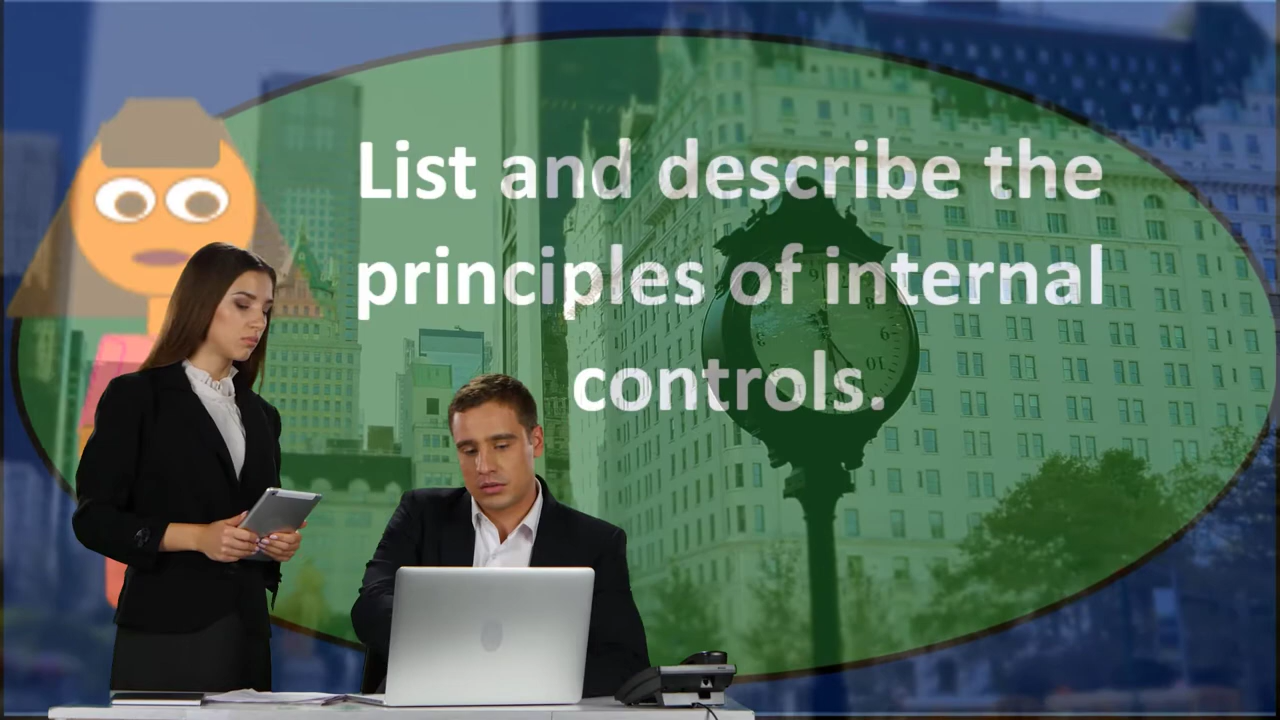 List and describe the
principles of internal
controls.